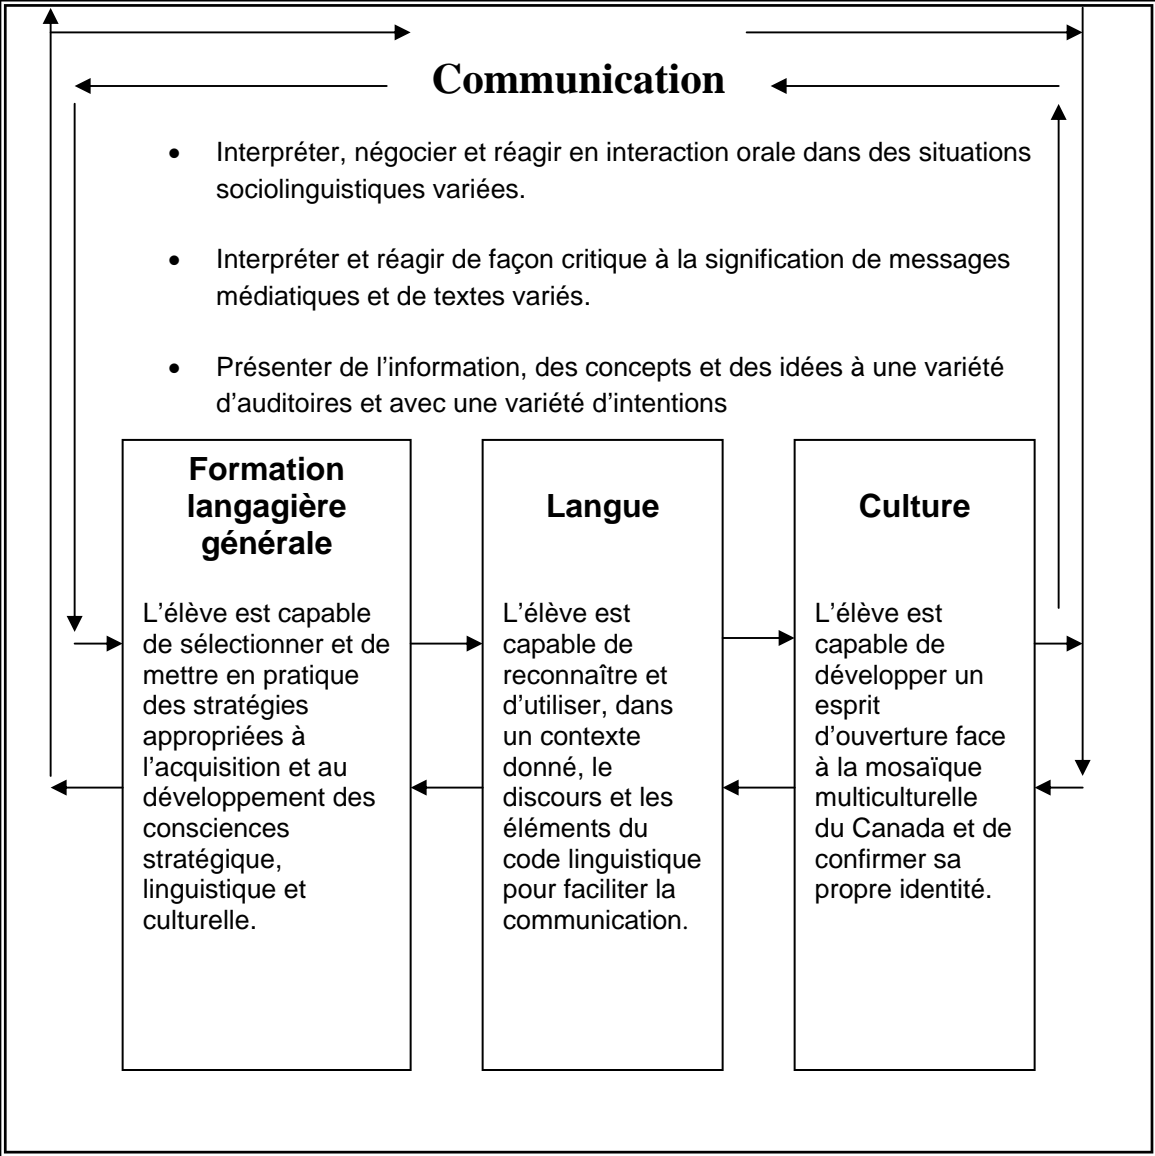 Communication
• Interpréter, négocier et réagir en interaction orale dans des situations
sociolinguistiques variées.
• Interpréter et réagir de façon critique à la signification de messages
médiatiques et de textes variés.
• Présenter de l’information, des concepts et des idées à une variété
d’auditoires et avec une variété d’intentions
Formation
langagière
générale
L’élève est capable
de sélectionner et de
mettre en pratique
des stratégies
appropriées à
l’acquisition et au
développement des
consciences
stratégique,
linguistique et
culturelle.
Langue
L’élève est
capable de
reconnaître et
d’utiliser, dans
un contexte
donné, le
discours et les
éléments du
code linguistique
pour faciliter la
communication.
Culture
L’élève est
capable de
développer un
esprit
d’ouverture face
à la mosaïque
multiculturelle
du Canada et de
confirmer sa
propre identité.